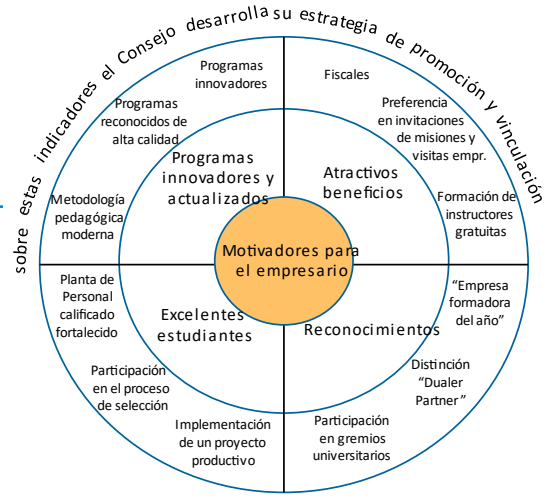 sobre estas indicadores el Consejo desarrolla su estrategia de promoción y vinculación
Programas
innovadores
Programas
reconocidos de
alta calidad
Metodología
pedagógica
moderna
Programas
innovadores y
actualizados
Fiscales
Preferencia
en invitaciones
de misiones y
visitas empr.
Formación de
instructores
gratuitas
Atractivos
beneficios
Motivadores para
el empresario
Planta de
Personal
calificado
fortalecido
Participación
en el proceso
de selección
Implementación
de un proyecto
productivo
Excelentes
estudiantes
Reconocimientos
“Empresa
formadora
del año”
Distinción
“Dualer
Partner”
Participación
en gremios
universitarios